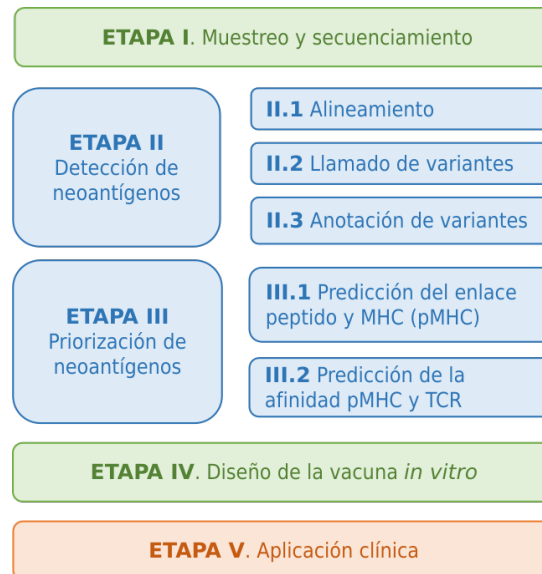 ETAPA I. Muestreo y secuenciamiento
ETAPA II
Detección de
neoantígenos
II.1 Alineamiento
II.2 Llamado de variantes
II.3 Anotación de variantes
ETAPA III
Priorización de
neoantígenos
III.1 Predicción del enlace
peptido y MHC (pMHC)
III.2 Predicción de la
afinidad pMHC y TCR
ETAPA IV. Diseño de la vacuna in vitro
ETAPA V. Aplicación clínica